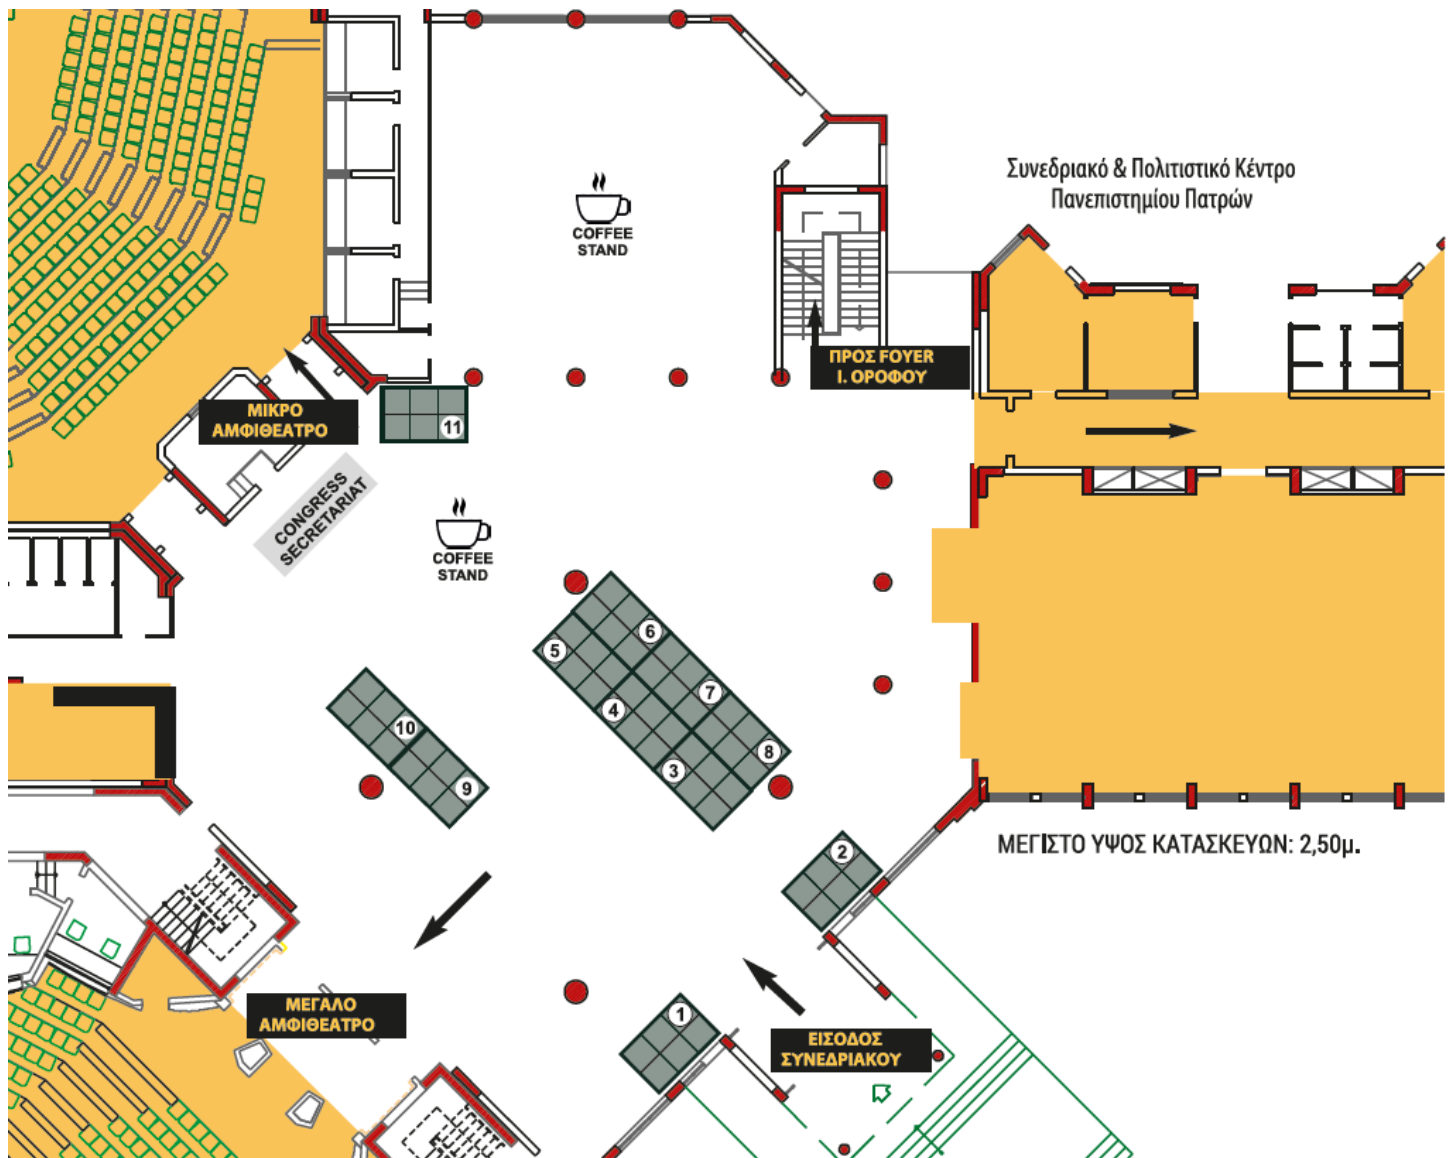 Συνεδριακό & Πολιτιστικό Κέντρο
Πανεπιστημίου Πατρών
COFFEE
STAND
ΠΡΟΣ FOYER
Ι. ΟΡΟΦΟΥ
ΜΙΚΡΟ
ΑΜΦΙΘΕΑΤΡΟ
11
CONGRESS
SECRETARIAT
COFFEE
STAND
6
5
7
4
10
8
3
9
ΜΕΓΙΣΤΟ ΥΨΟΣ ΚΑΤΑΣΚΕΥΩΝ: 2,50μ.
2
ΜΕΓΑΛΟ
ΑΜΦΙΘΕΑΤΡΟ
1
ΕΙΣΟΔΟΣ
ΣΥΝΕΔΡΙΑΚΟΥ